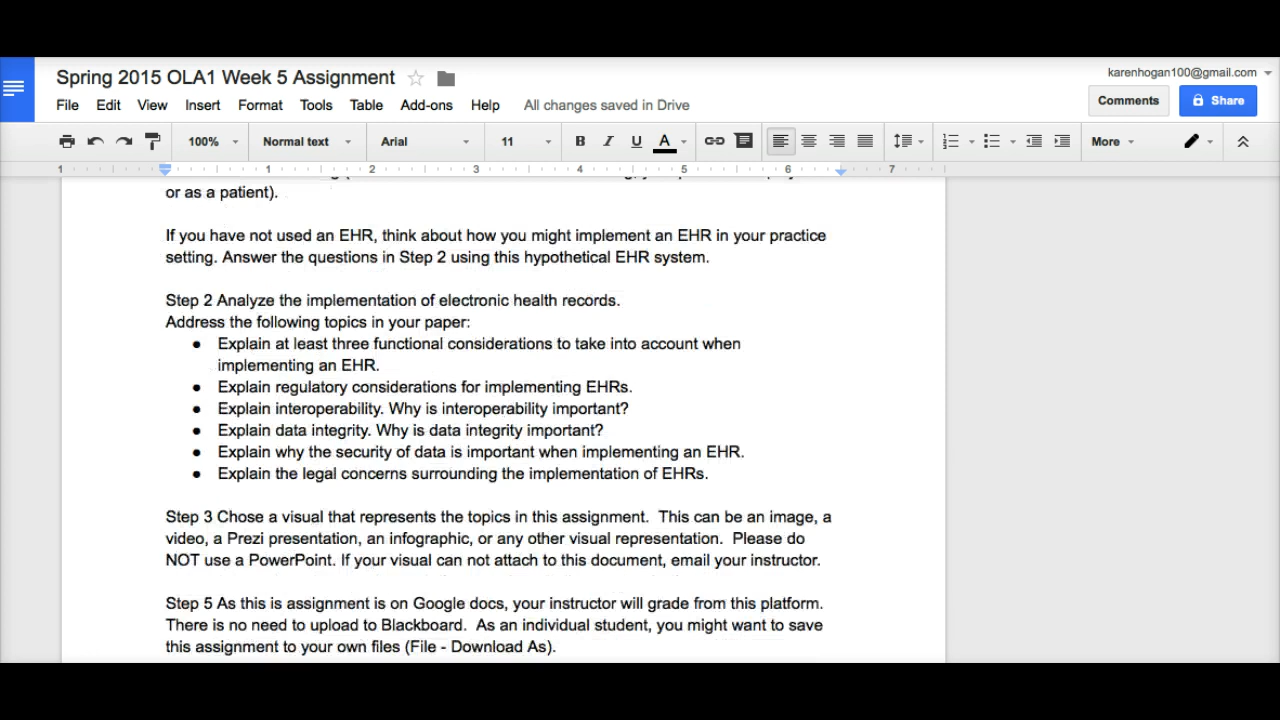 Spring 2015 OLA1 Week 5 Assignment
karenhogan100@gmail.com
File Edit View Insert Format Tools Table Add-ons Help All changes saved in Drive
Comments Share
100% Normal text Arial 11 B I U A More
1 1 2 3 4 5 6 7
or as a patient).
If you have not used an EHR, think about how you might implement an EHR in your practice
setting. Answer the questions in Step 2 using this hypothetical EHR system.
Step 2 Analyze the implementation of electronic health records.
Address the following topics in your paper:
● Explain at least three functional considerations to take into account when
implementing an EHR.
● Explain regulatory considerations for implementing EHRs.
● Explain interoperability. Why is interoperability important?
● Explain data integrity. Why is data integrity important?
● Explain why the security of data is important when implementing an EHR.
● Explain the legal concerns surrounding the implementation of EHRs.
Step 3 Chose a visual that represents the topics in this assignment.  This can be an image, a
video, a Prezi presentation, an infographic, or any other visual representation.  Please do
NOT use a PowerPoint. If your visual can not attach to this document, email your instructor.
Step 5 As this is assignment is on Google docs, your instructor will grade from this platform.
There is no need to upload to Blackboard.  As an individual student, you might want to save
this assignment to your own files (File - Download As).